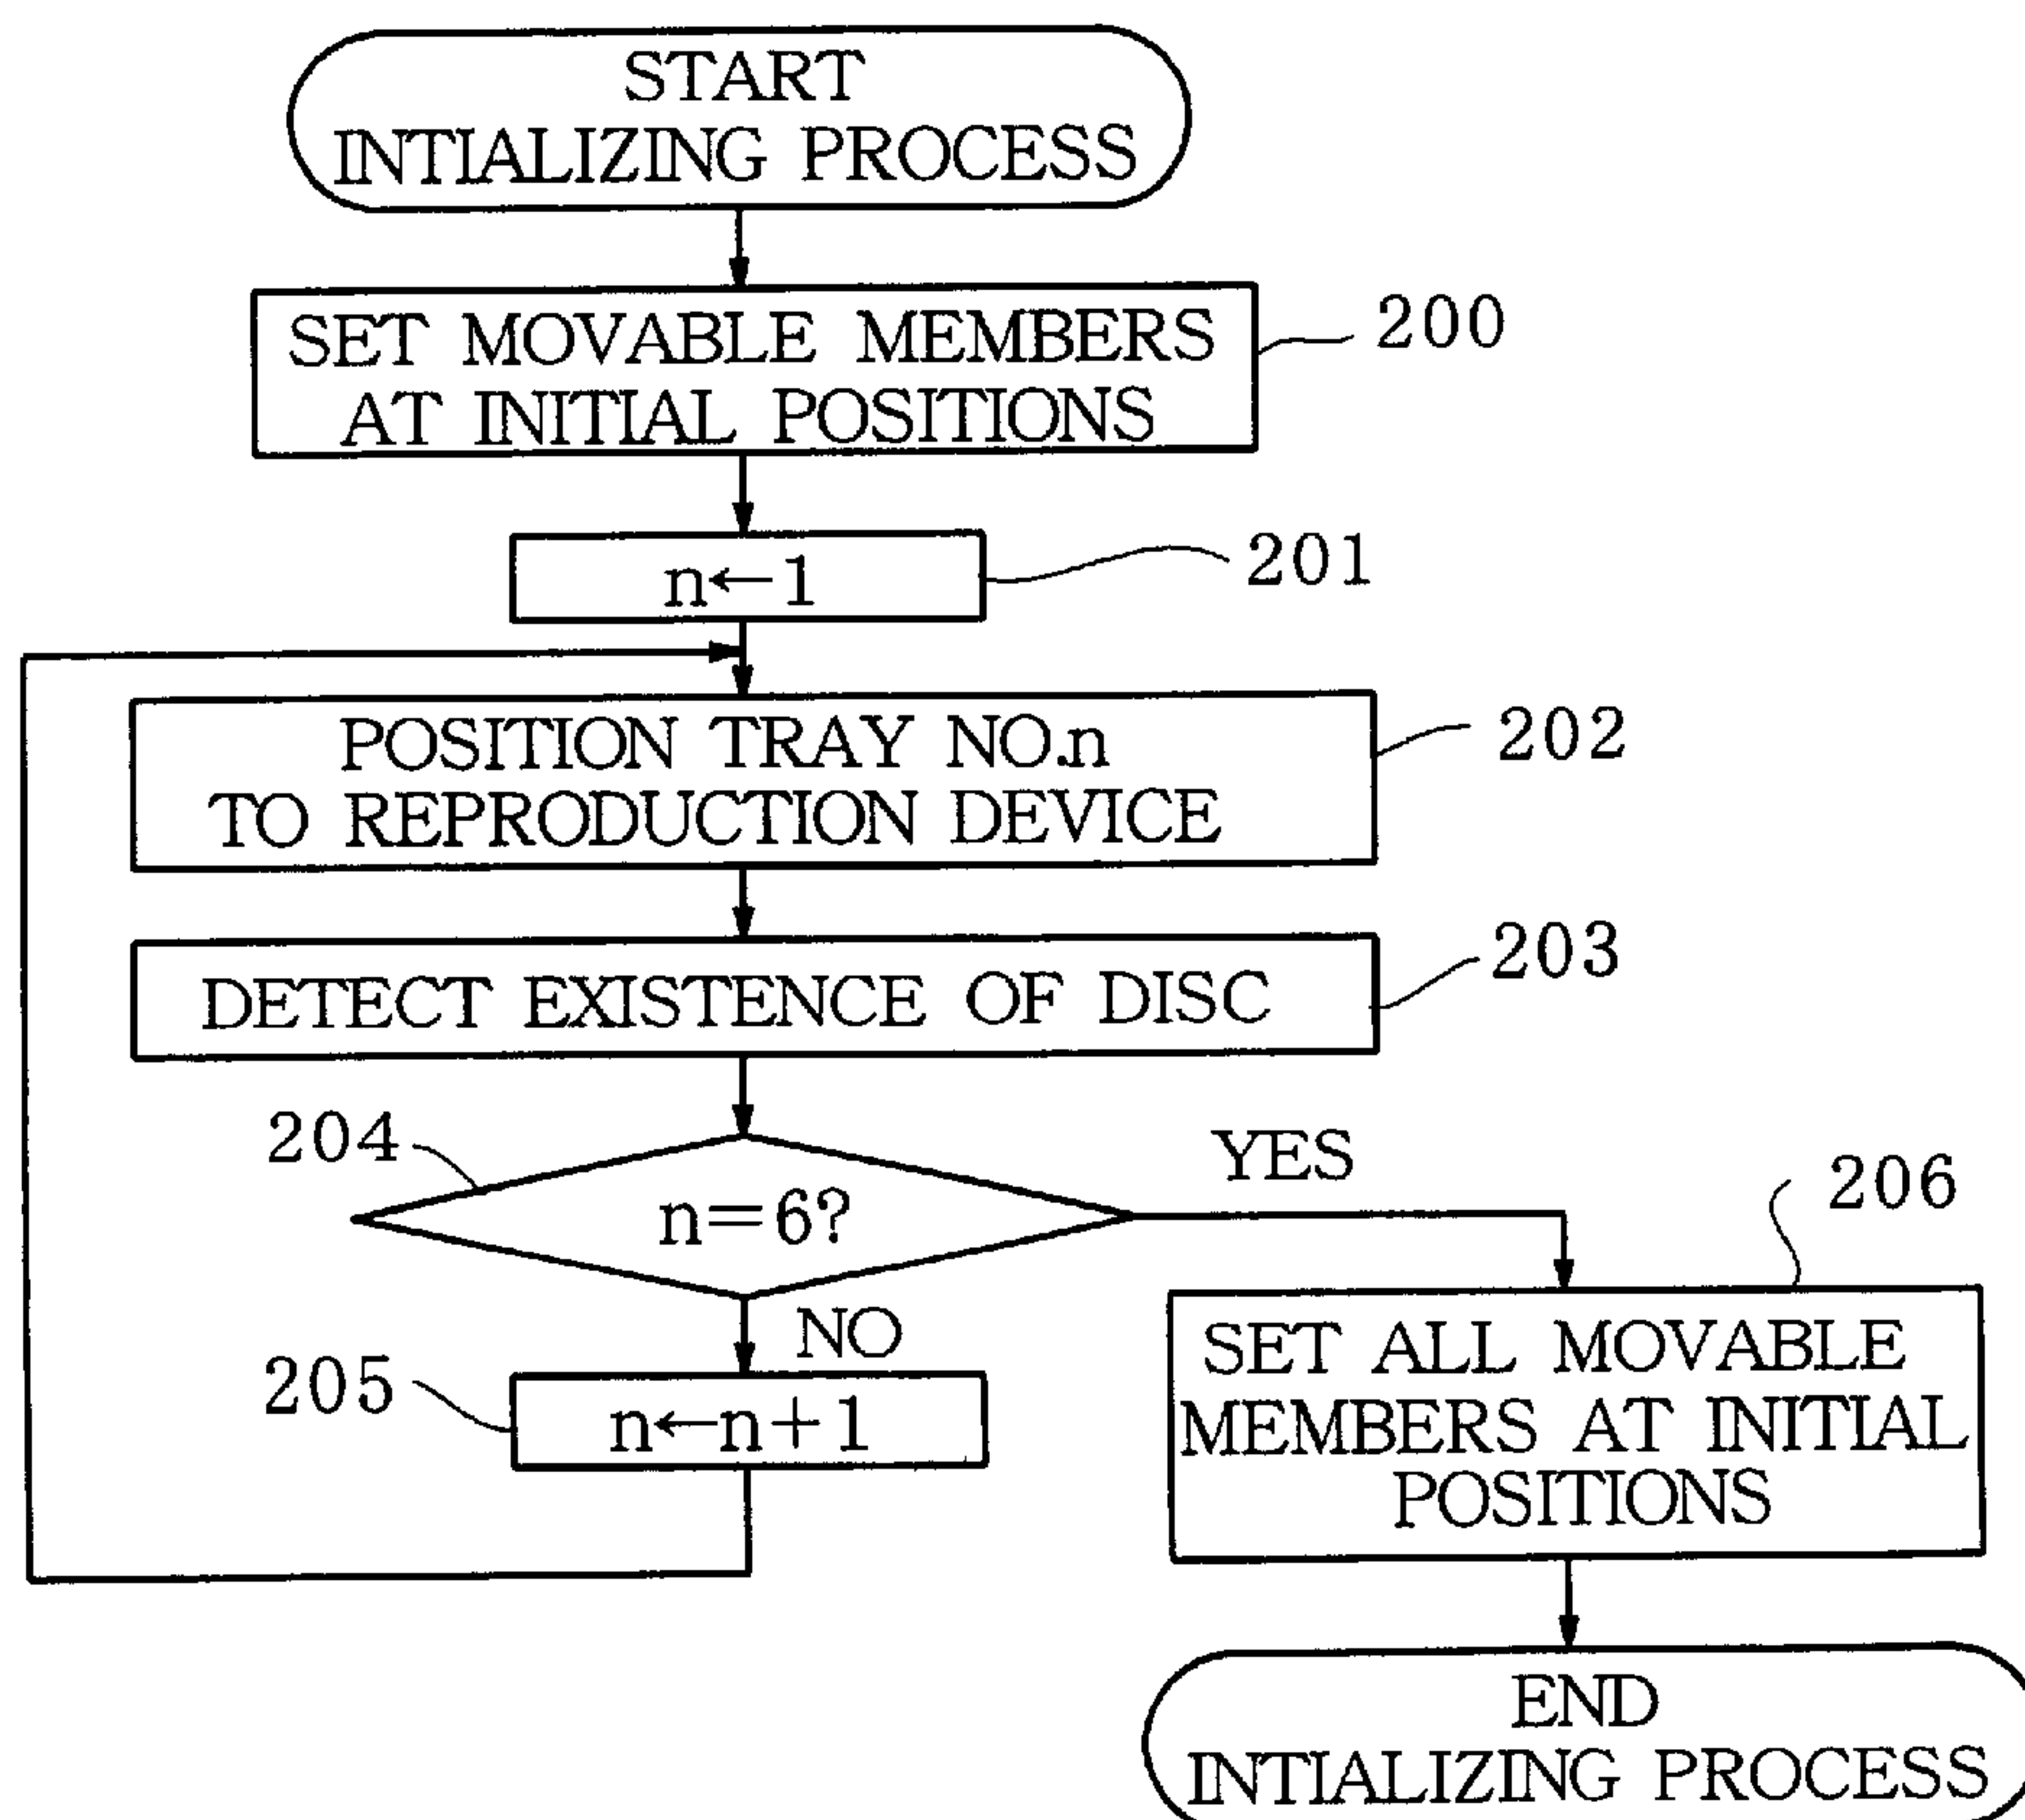 START
INTIALIZING PROCESS
SET MOVABLE MEMBERS
AT INITIAL POSITIONS
200
n←1
201
POSITION TRAY NO.n
TO REPRODUCTION DEVICE
202
DETECT EXISTENCE OF DISC
203
204
n=6?
YES
NO
205
n←n+1
206
SET ALL MOVABLE
MEMBERS AT INITIAL
POSITIONS
END
INTIALIZING PROCESS